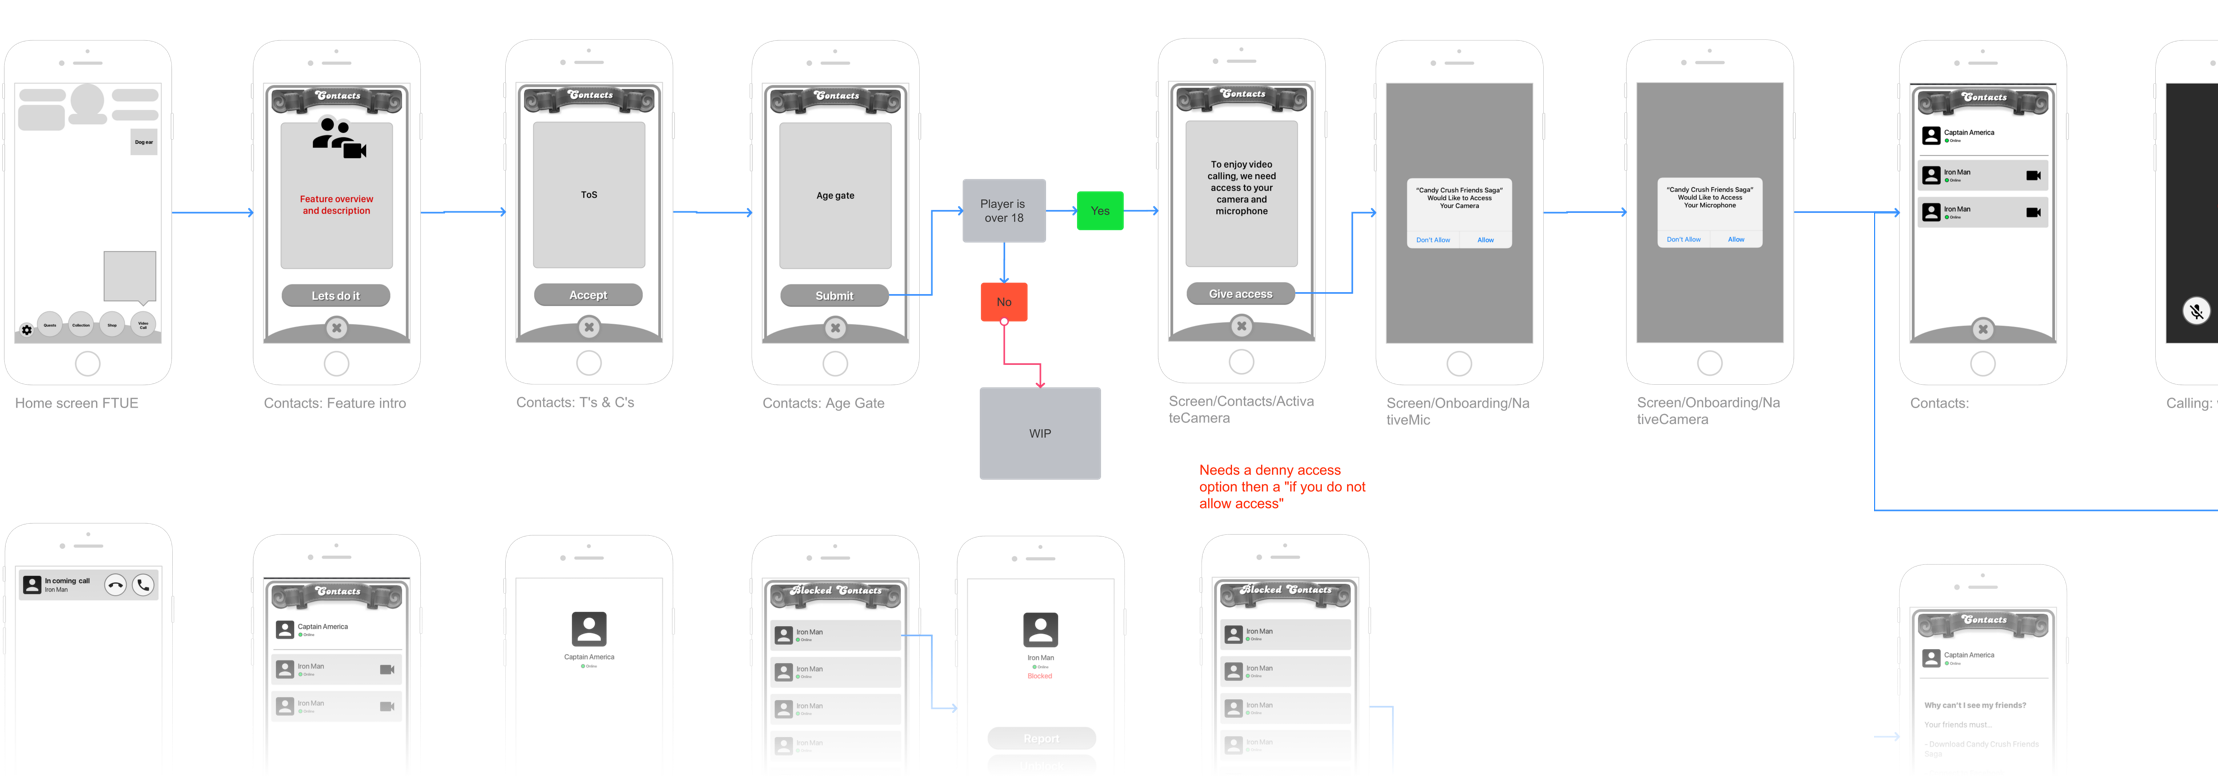 Dog ear
Quests
Collection
Shop
Video
Call
Home screen FTUE
Contacts
Feature overview
and description
Lets do it
Contacts: Feature intro
Contacts
ToS
Accept
Contacts: T's & C's
Contacts
Age gate
Submit
Contacts: Age Gate
Player is
over 18
Yes
No
WIP
Contacts
To enjoy video
calling, we need
access to your
camera and
microphone
Give access
Screen/Contacts/Activa
teCamera
Needs a denny access
option then a "if you do not
allow access"
"Candy Crush Friends Saga"
Would Like to Access
Your Camera
Don't Allow
Allow
Screen/Onboarding/Na
tiveMic
"Candy Crush Friends Saga"
Would Like to Access
Your Microphone
Don't Allow
Allow
Screen/Onboarding/Na
tiveCamera
Contacts
Captain America
Online
Iron Man
Online
Iron Man
Online
Contacts:
Calling:
In coming call
Iron Man
Contacts
Captain America
Online
Iron Man
Online
Iron Man
Online
Captain America
Online
Blocked Contacts
Iron Man
Online
Iron Man
Online
Iron Man
Online
Iron Man
Online
Iron Man
Online
Blocked
Report
Blocked Contacts
Iron Man
Online
Iron Man
Online
Iron Man
Online
Iron Man
Online
Contacts
Captain America
Online
Why can't I see my friends?
Your friends must...
-Download Candy Crush Friends
Saga